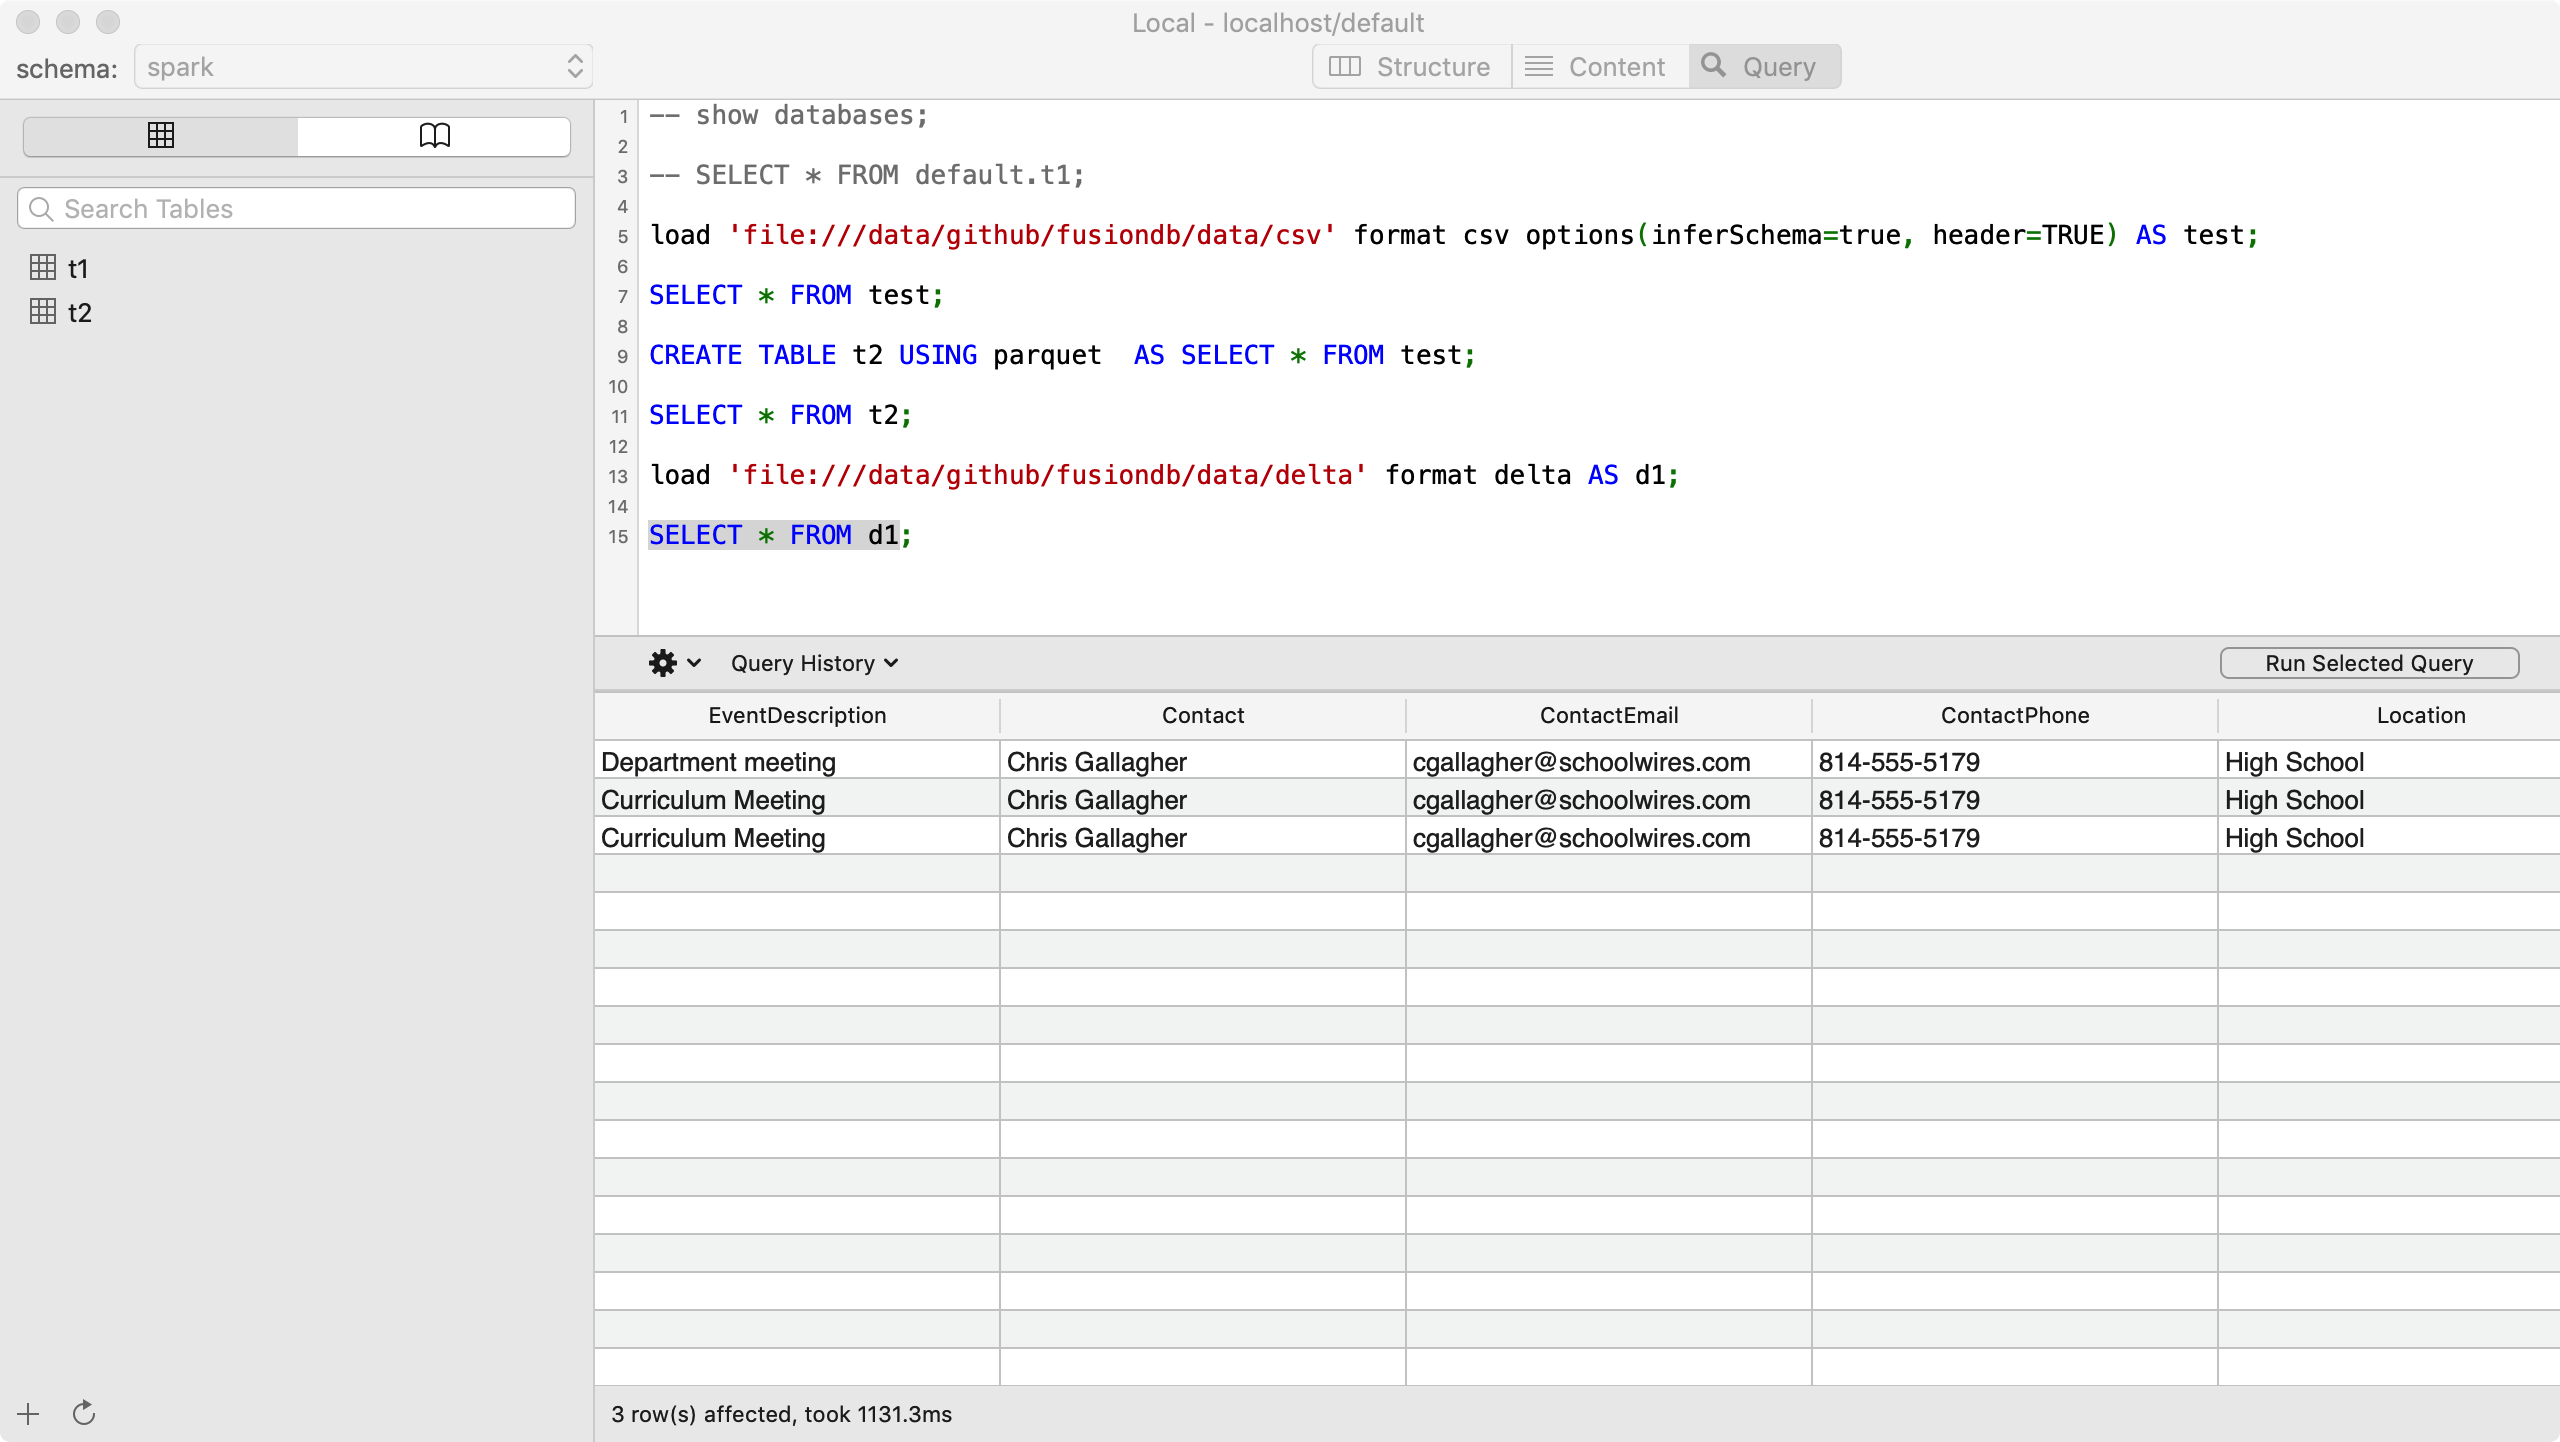 Local - localhost/default
schema: spark
Structure Content Query
Search Tables
t1
t2
1 -- show databases;
2
3 -- SELECT * FROM default.t1;
4
5 load 'file:///data/github/fusiondb/data/csv' format csv options(inferSchema=true, header=TRUE) AS test;
6
7 SELECT * FROM test;
8
9 CREATE TABLE t2 USING parquet  AS SELECT * FROM test;
10
11 SELECT * FROM t2;
12
13 load 'file:///data/github/fusiondb/data/delta' format delta AS d1;
14
15 SELECT * FROM d1;
Query History Run Selected Query
EventDescription Contact ContactEmail ContactPhone Location
Department meeting Chris Gallagher cgallagher@schoolwires.com 814-555-5179 High School
Curriculum Meeting Chris Gallagher cgallagher@schoolwires.com 814-555-5179 High School
Curriculum Meeting Chris Gallagher cgallagher@schoolwires.com 814-555-5179 High School
3 row(s) affected, took 1131.3ms